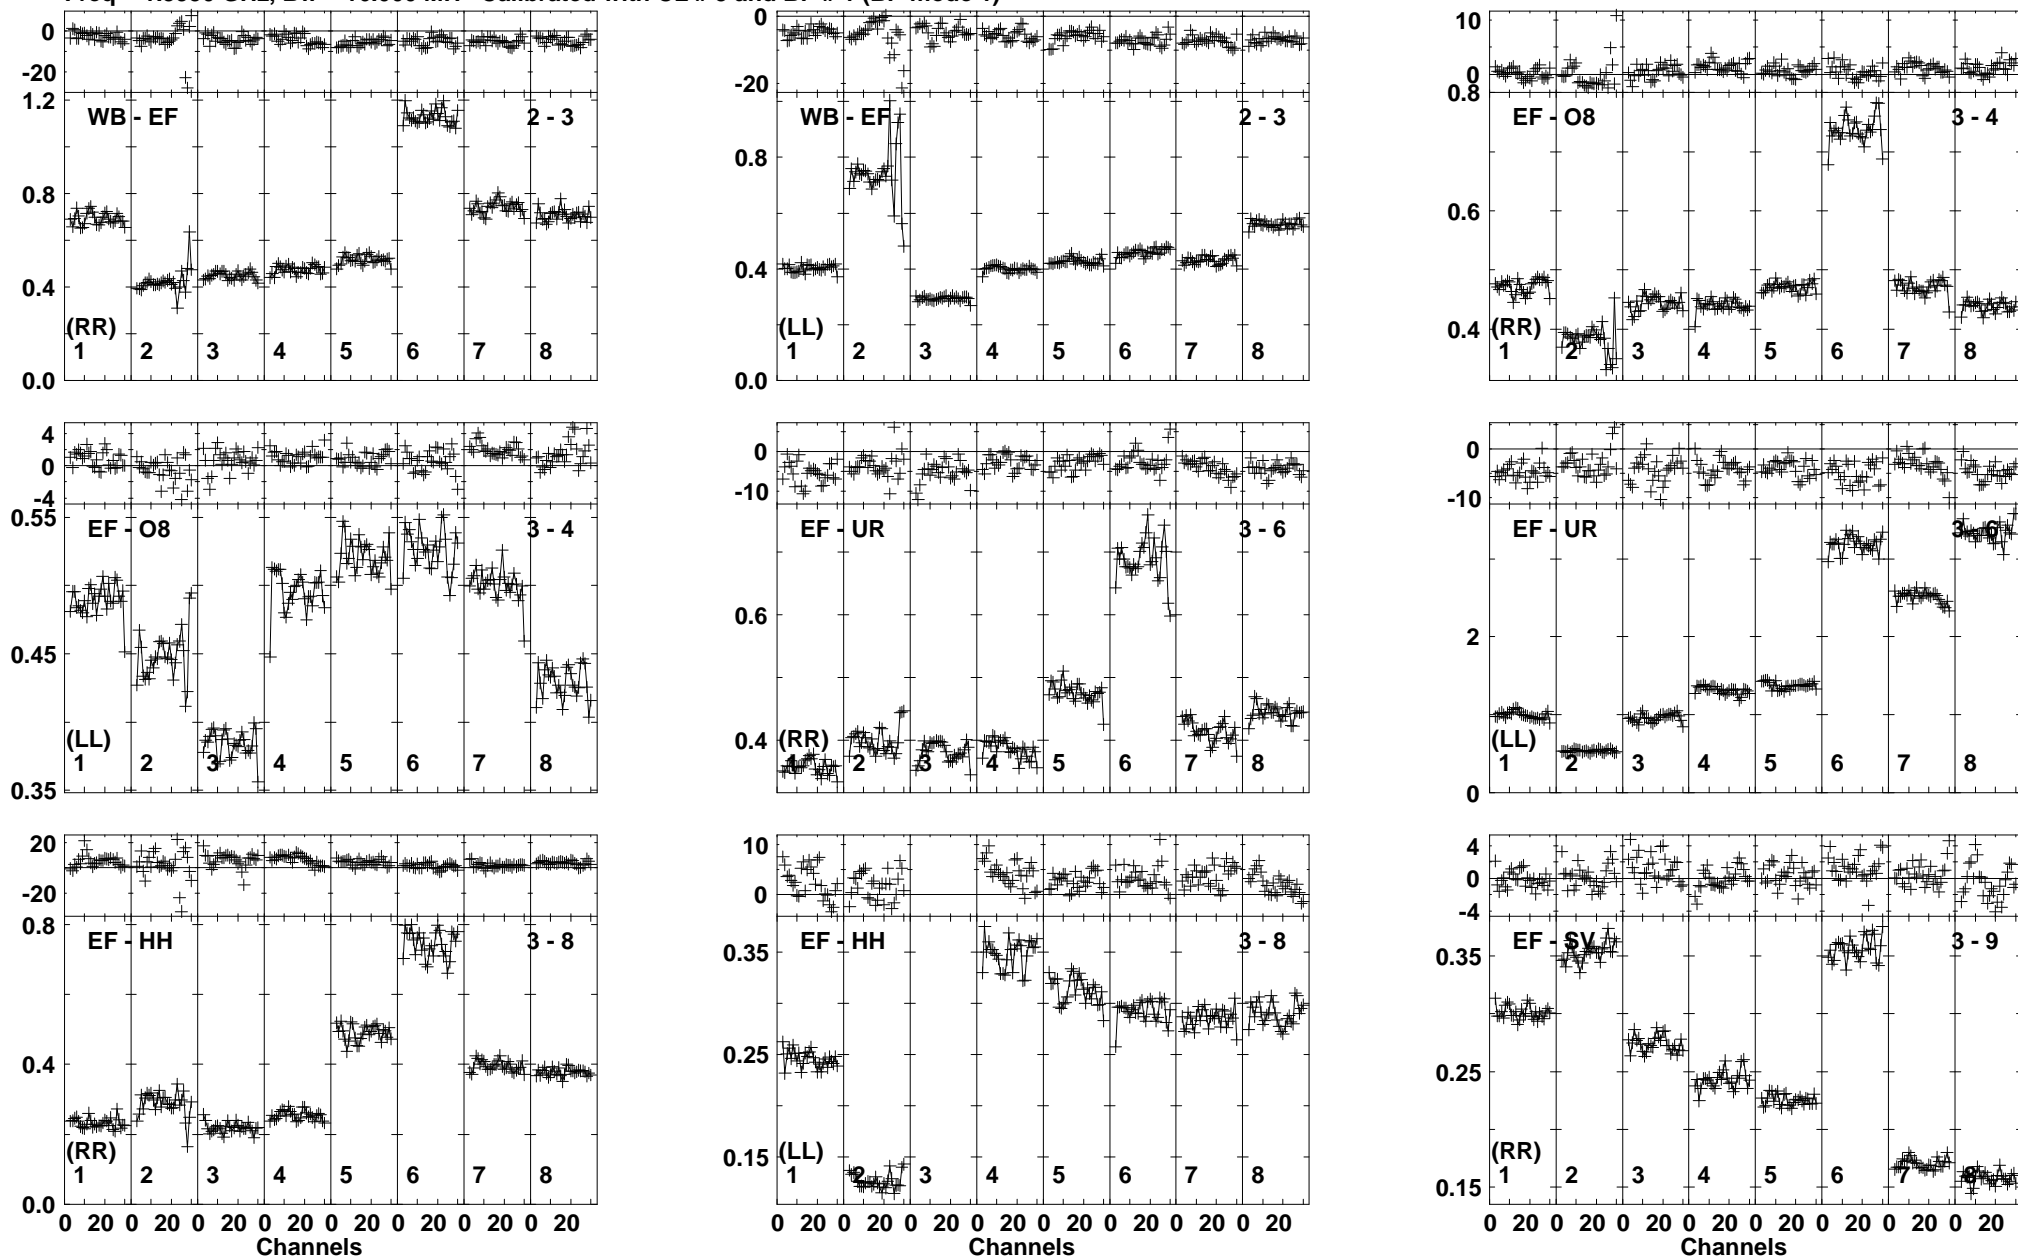 0 -20 0 -20 10 0
1.2 0.8 0.4 0.0 WB - EF 2 - 3 (RR) 1 2 3 4 5 6 7 8
0.8 0.4 0.0 WB - EF 2 - 3 (LL) 1 2 3 4 5 6 7 8
0.8 0.6 0.4 EF - O8 3 - 4 (RR) 1 2 3 4 5 6 7 8
4 0 -4 0 -10 0 -10
0.55 0.45 0.35 EF - O8 3 - 4 (LL) 1 2 3 4 5 6 7 8
0.6 0.4 EF - UR 3 - 6 (RR) 1 2 3 4 5 6 7 8
2 0 EF - UR 3 - 6 (LL) 1 2 3 4 5 6 7 8
20 0 -20 10 0 4 0 -4
0.8 0.4 0.0 EF - HH 3 - 8 (RR) 1 2 3 4 5 6 7 8
0.35 0.25 0.15 EF - HH 3 - 8 (LL) 1 2 3 4 5 6 7 8
0.35 0.25 0.15 EF - SV 3 - 9 (RR) 1 2 3 4 5 6 7 8
0 20 0 20 0 20 0 20 0 20 0 20 0 20 0 20
Channels
0 20 0 20 0 20 0 20 0 20 0 20 0 20 0 20
Channels
0 20 0 20 0 20 0 20 0 20 0 20 0 20 0 20
Channels